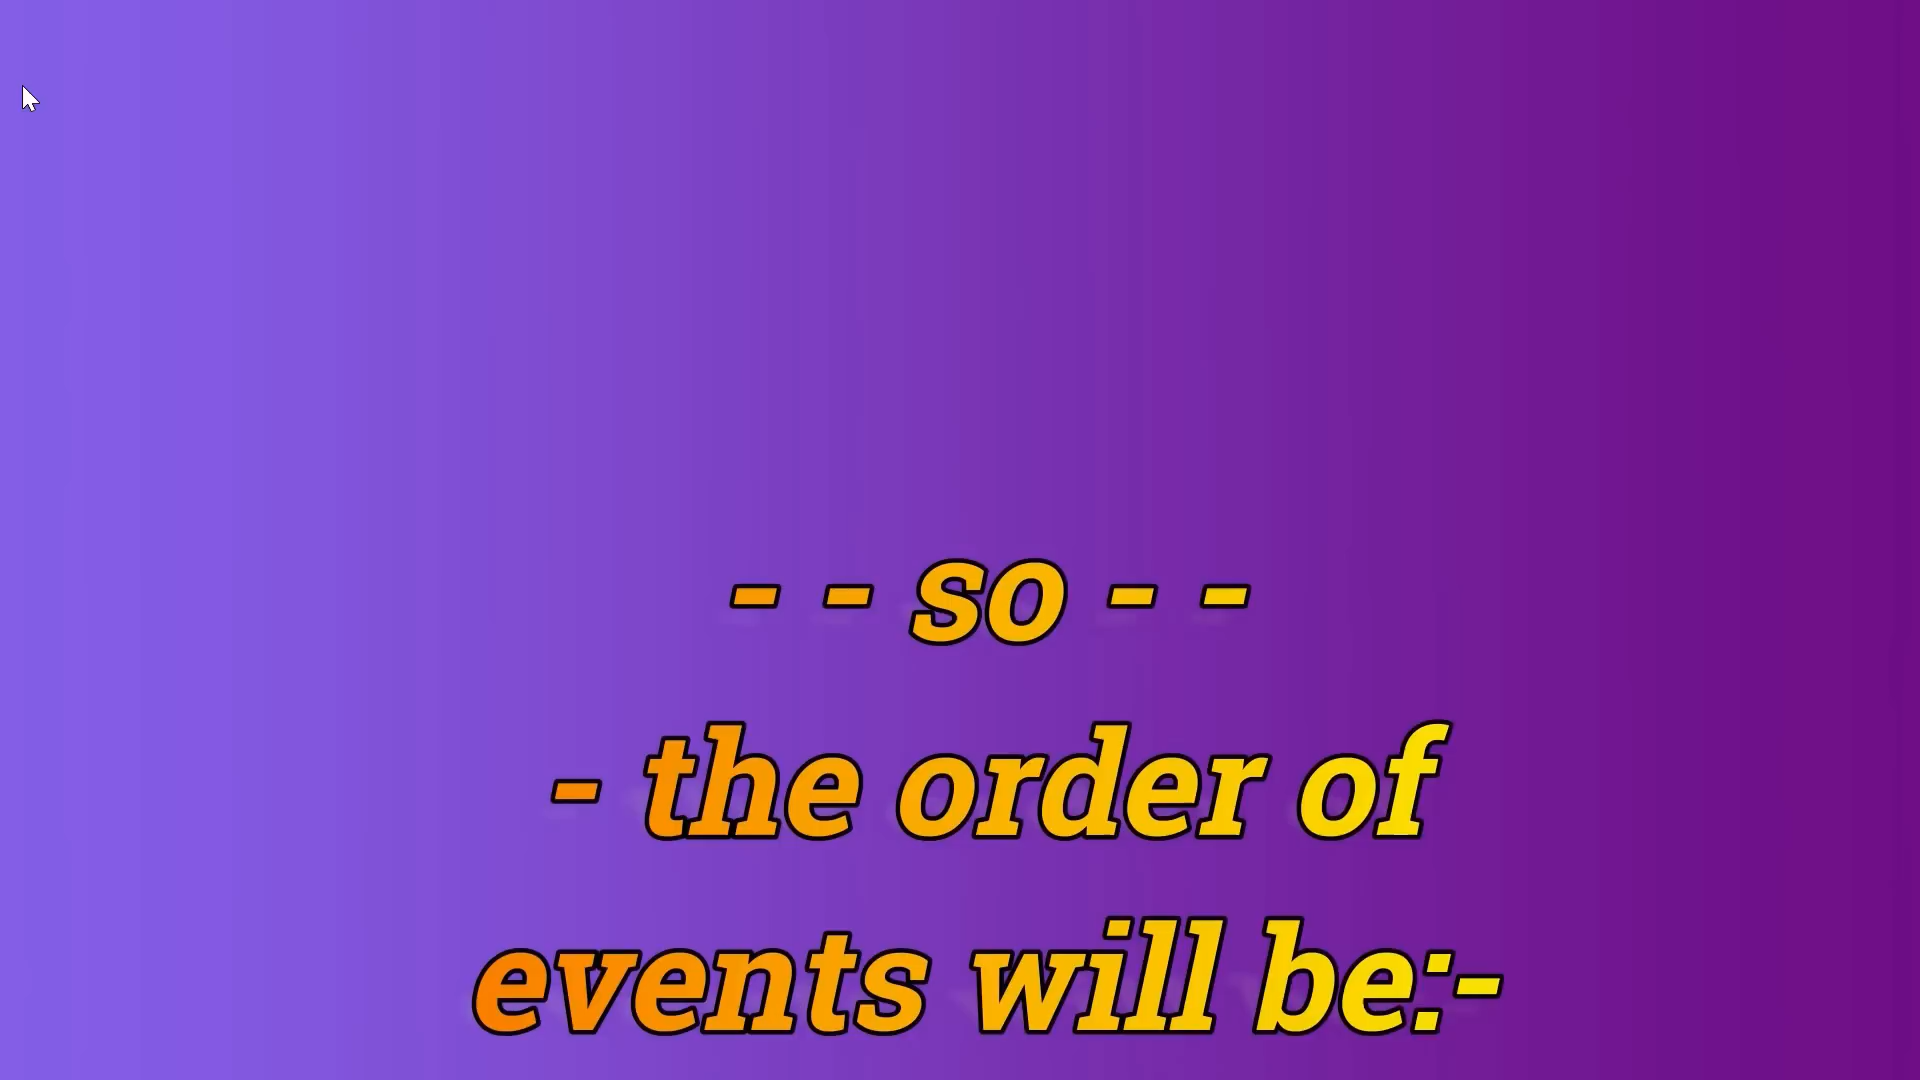 - - so - -
- the order of
events will be:-